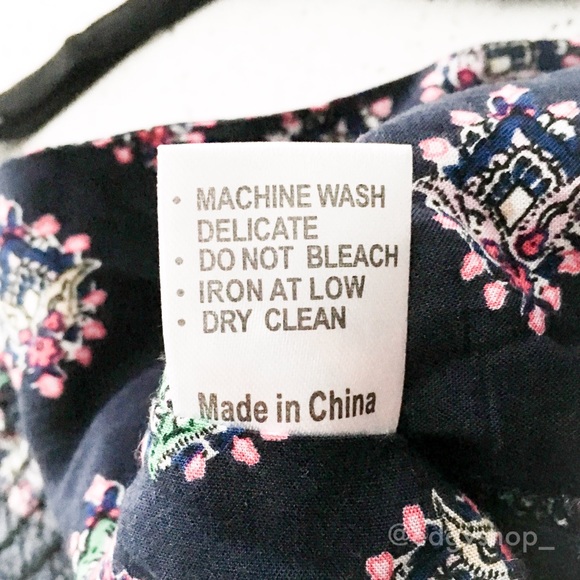 • MACHINE WASH
DELICATE
• DO NOT BLEACH
• IRON AT LOW
• DRY CLEAN
Made in China